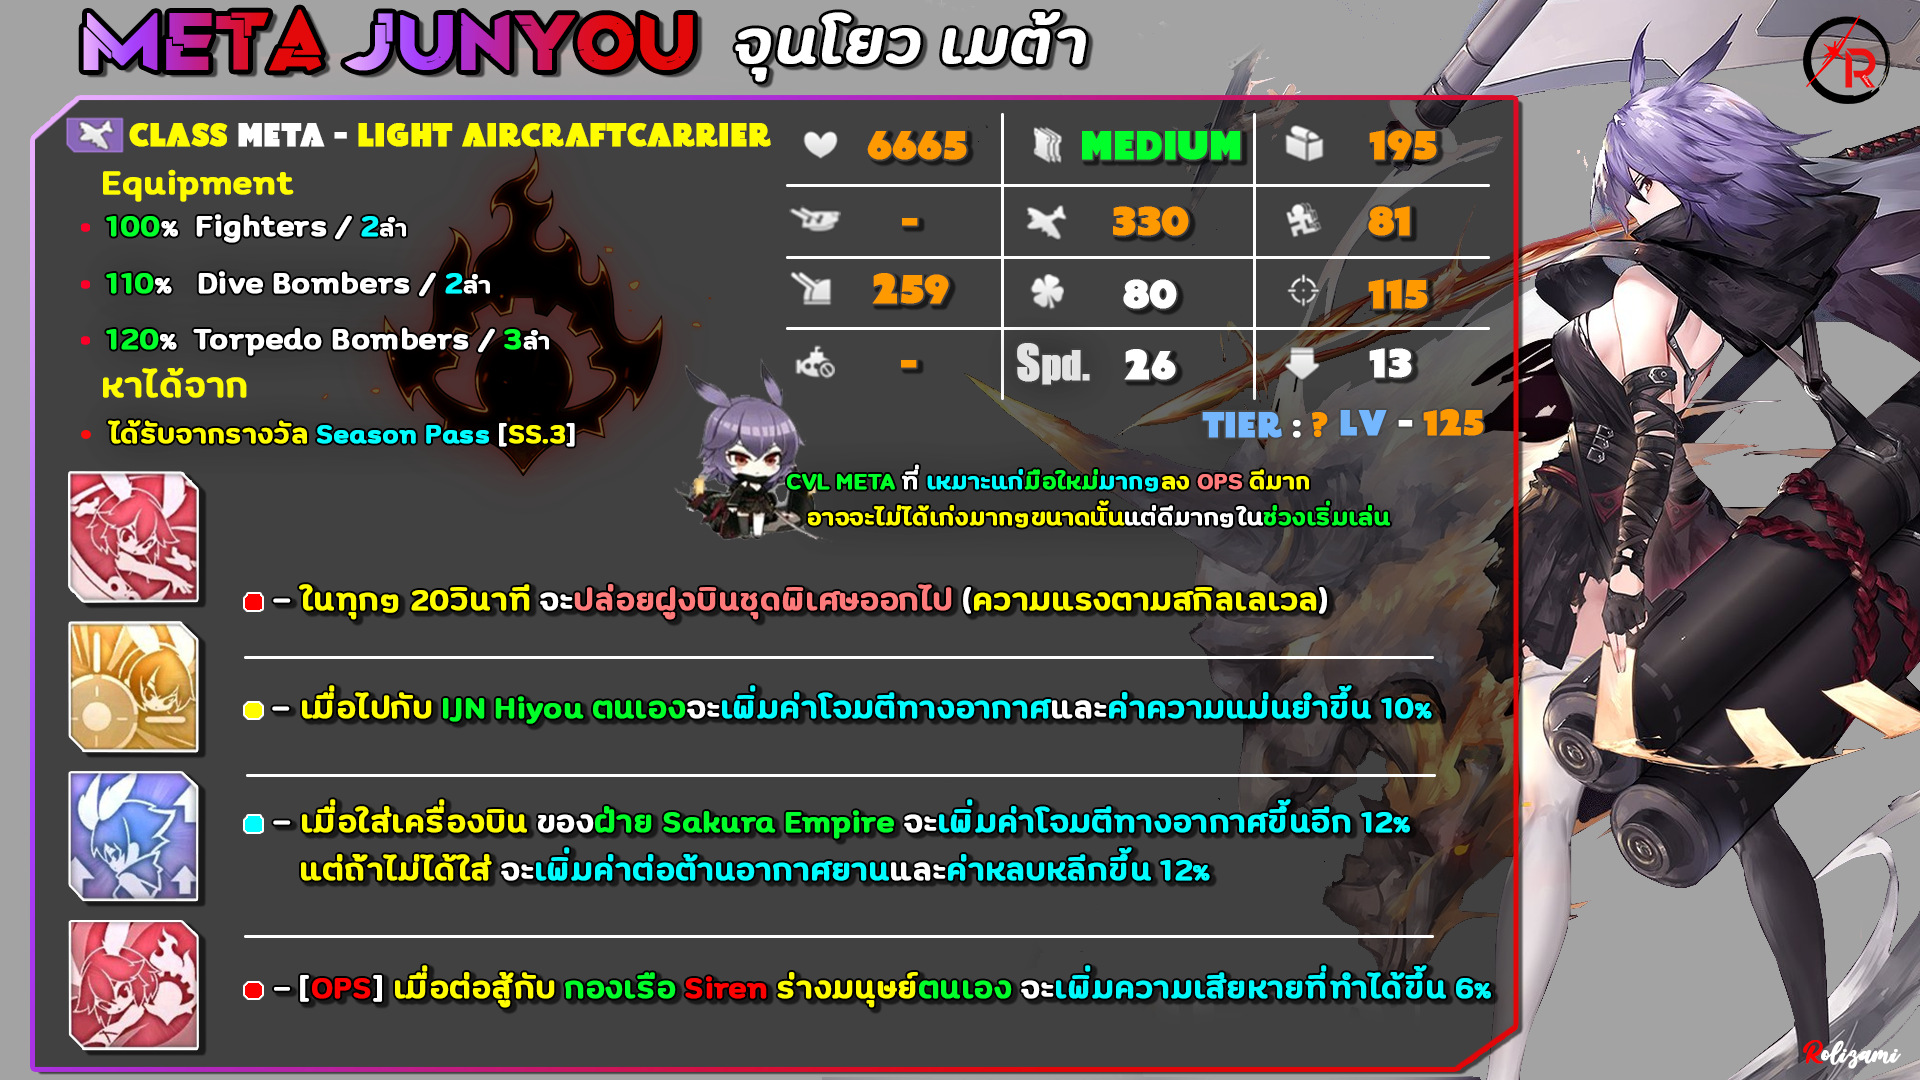 META JUNYOU จุนโยว เมต้า
R
CLASS META - LIGHT AIRCRAFTCARRIER
Equipment
100% Fighters / 2ลำ
110% Dive Bombers / 2ลำ
120% Torpedo Bombers / 3ลำ
หาได้จาก
ได้รับจากรางวัล Season Pass [SS.3]
6665 MEDIUM 195
- 330 81
259 80 115
- Spd. 26 13
TIER : ? LV - 125
CVL META ที่ เหมาะแก่มือใหม่มากๆลง OPS ดีมาก
อาจจะไม่ได้เก่งมากๆขนาดนั้นแต่ดีมากๆในช่วงเริ่มเล่น
- ในทุกๆ 20วินาที จะปล่อยฝูงบินชุดพิเศษออกไป (ความแรงตามสกิลเลเวล)
- เมื่อไปกับ IJN Hiyou ตนเองจะเพิ่มค่าโจมตีทางอากาศและค่าความแม่นยำขึ้น 10%
- เมื่อใส่เครื่องบิน ของฝ่าย Sakura Empire จะเพิ่มค่าโจมตีทางอากาศขึ้นอีก 12%
แต่ถ้าไม่ได้ใส่ จะเพิ่มค่าต่อต้านอากาศยานและค่าหลบหลีกขึ้น 12%
- [OPS] เมื่อต่อสู้กับ กองเรือ Siren ร่างมนุษย์ตนเอง จะเพิ่มความเสียหายที่ทำได้ขึ้น 6%
Rolizami